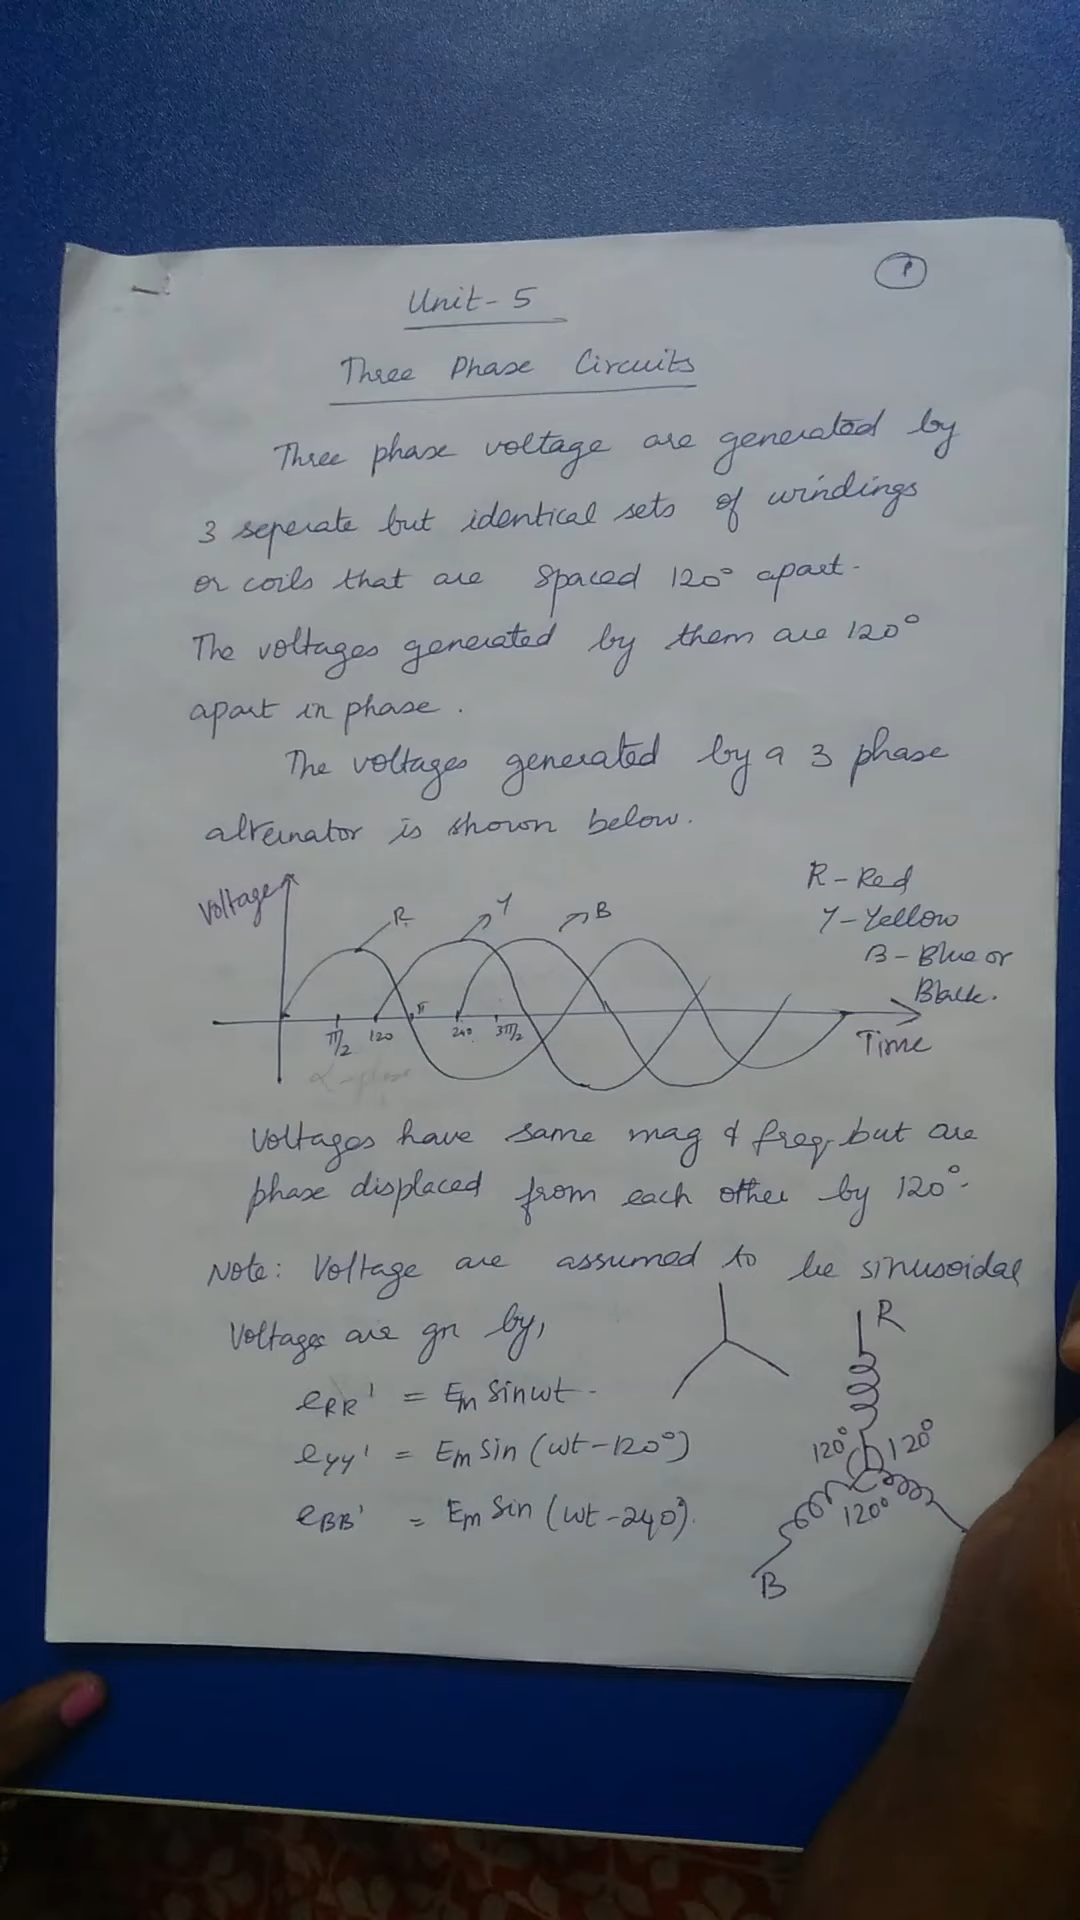 1
Unit-5
Three Phase Circuits
Three phase voltage are generated by
3 seperate but identical sets of windings
or coils that are spaced 120° apart.
The voltages generated by them are 120°
apart in phase.
The voltages generated by a 3 phase
alternator is shown below.
Voltage
R
Y
B
R-Red
Y-Yellow
B-Blue or
Black.
π/2 120 π 240 3π/2
Time
Voltages have same mag & freq, but are
phase displaced from each other by 120°.
Note: Voltage are assumed to be sinusoidal
Voltages are gn by,
eRR' = Em Sinwt.
eyy' = Em Sin (wt-120°)
eBB' = Em Sin (wt-240°).
R
120° 120°
120°
B